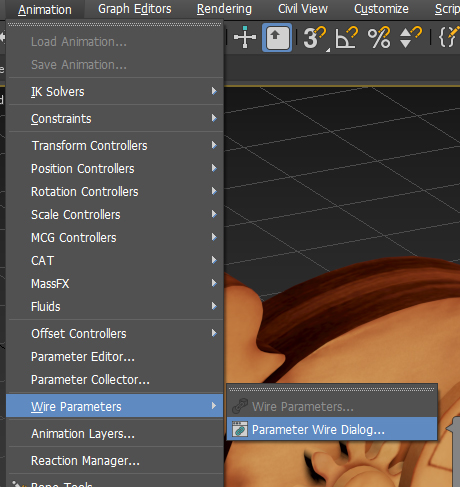 Animation Graph Editors Rendering Civil View Customize Scrip
3
%
Load Animation...
Save Animation...
IK Solvers
Constraints
Transform Controllers
Position Controllers
Rotation Controllers
Scale Controllers
MCG Controllers
CAT
MassFX
Fluids
Offset Controllers
Parameter Editor...
Parameter Collector...
Wire Parameters
Wire Parameters...
Parameter Wire Dialog...
Animation Layers...
Reaction Manager...
Bone Tools